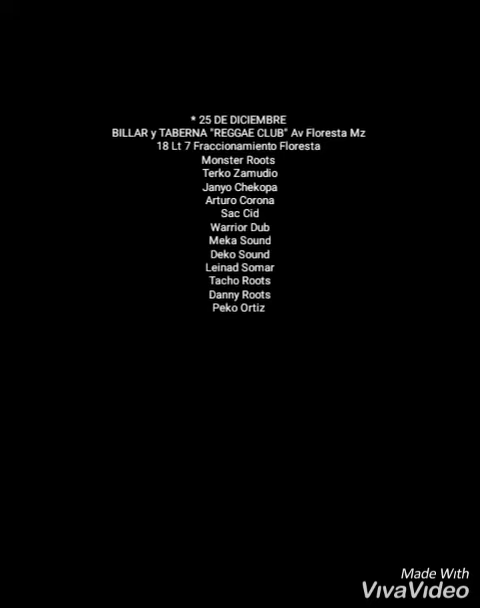 * 25 DE DICIEMBRE
BILLAR y TABERNA "REGGAE CLUB" Av Floresta Mz
18 Lt 7 Fraccionamiento Floresta
Monster Roots
Terko Zamudio
Janyo Chekopa
Arturo Corona
Sac Cid
Warrior Dub
Meka Sound
Deko Sound
Leinad Somar
Tacho Roots
Danny Roots
Peko Ortiz
Made With
VivaVideo